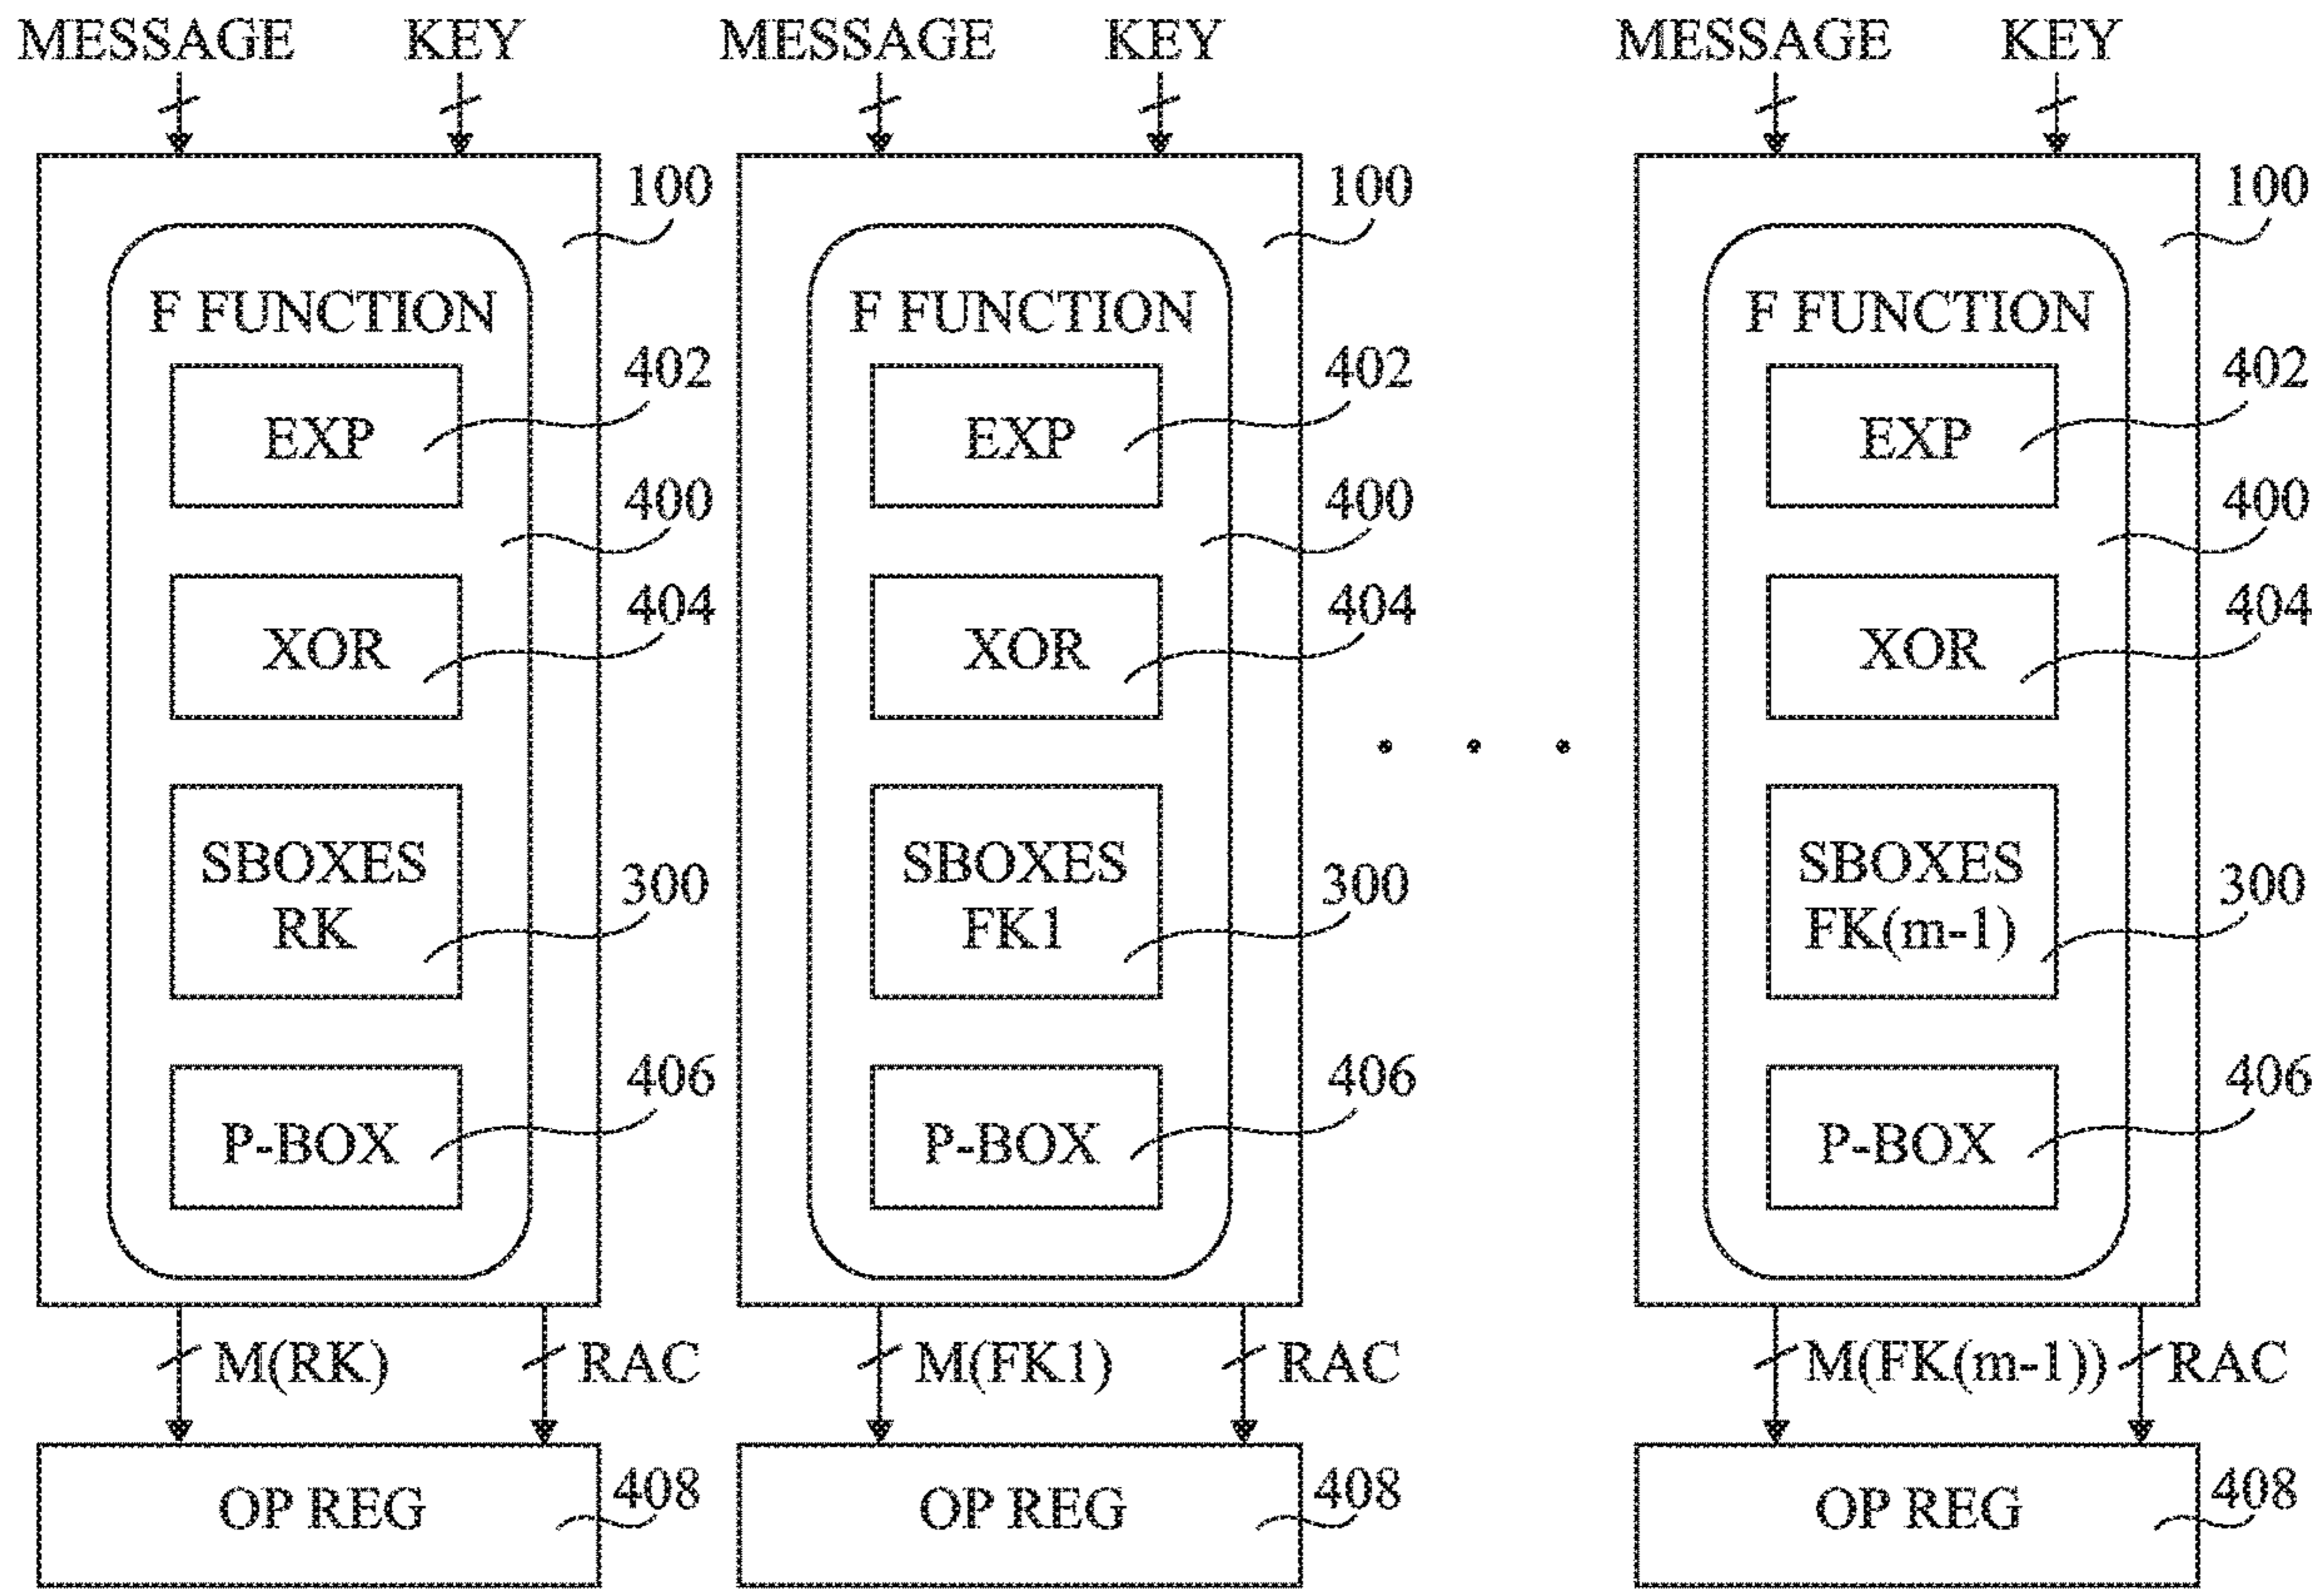 MESSAGE KEY MESSAGE KEY MESSAGE KEY
100 100 100
F FUNCTION F FUNCTION F FUNCTION
402 402 402
EXP EXP EXP
400 400 400
404 404 404
XOR XOR XOR
. . .
SBOXES SBOXES SBOXES
300 300 300
RK FK1 FK(m-1)
406 406 406
P-BOX P-BOX P-BOX
M(RK) RAC M(FK1) RAC M(FK(m-1)) RAC
408 408 408
OP REG OP REG OP REG